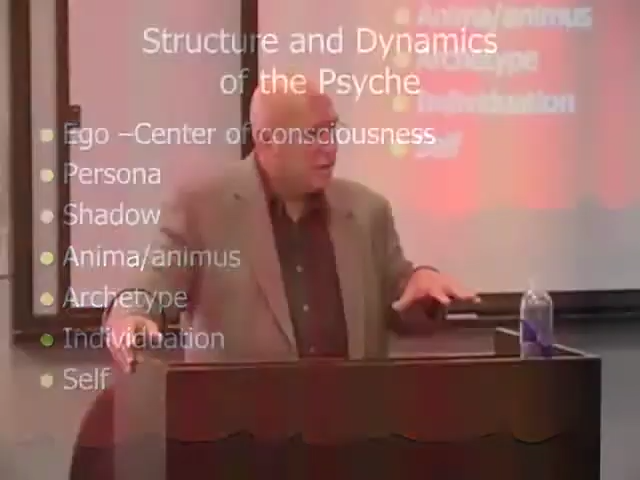 Structure and Dynamics
of the Psyche
Ego –Center of consciousness
Persona
Shadow
Anima/animus
Archetype
Individuation
Self
Anima/animus
Archetype
Individuation
Self